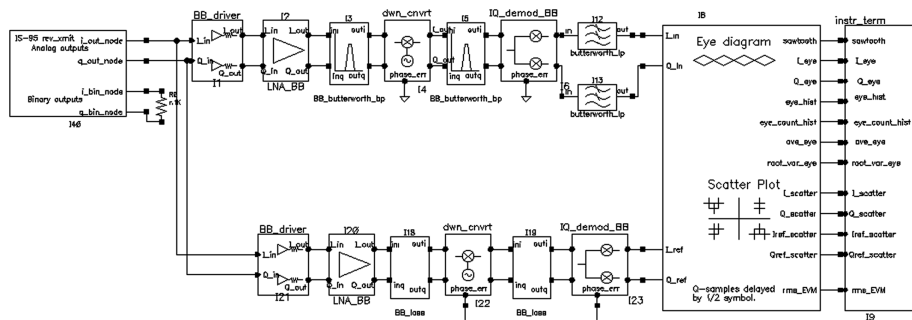 IS-95 rev_xmit
Analog outputs
i_out_node
q_out_node
i_bin_node
Binary outputs
q_bin_node
I40
r:1K
BB_driver
I_in
I_out
Q_in
Q_out
I1
I2
I_in
I_out
Q_in
Q_out
LNA_BB
I3
ini
outi
inq
outq
BB_butterworth_bp
dwn_cnvrt
phase_err
I4
I_out
Q_out
I5
outi
inq
outq
BB_butterworth_bp
IQ_demod_BB
phase_err
I6
in
I12
out
butterworth_lp
in
I13
out
butterworth_lp
I8
I_in
Q_in
Eye diagram
Scatter Plot
I_ref
Q_ref
Q-samples delayed
by 1/2 symbol.
sawtooth
I_eye
Q_eye
eye_hist
eye_count_hist
ave_eye
root_var_eye
I_scatter
Q_scatter
Iref_scatter
Qref_scatter
rms_EVM
instr_term
sawtooth
I_eye
Q_eye
eye_hist
eye_count_hist
ave_eye
root_var_eye
I_scatter
Q_scatter
Iref_scatter
Qref_scatter
rms_EVM
I9
BB_driver
I_in
I_out
Q_in
Q_out
I21
I20
I_in
I_out
Q_in
Q_out
LNA_BB
I18
ini
outi
inq
outq
BB_loss
dwn_cnvrt
phase_err
I22
I19
ini
outi
inq
outq
BB_loss
IQ_demod_BB
phase_err
I23